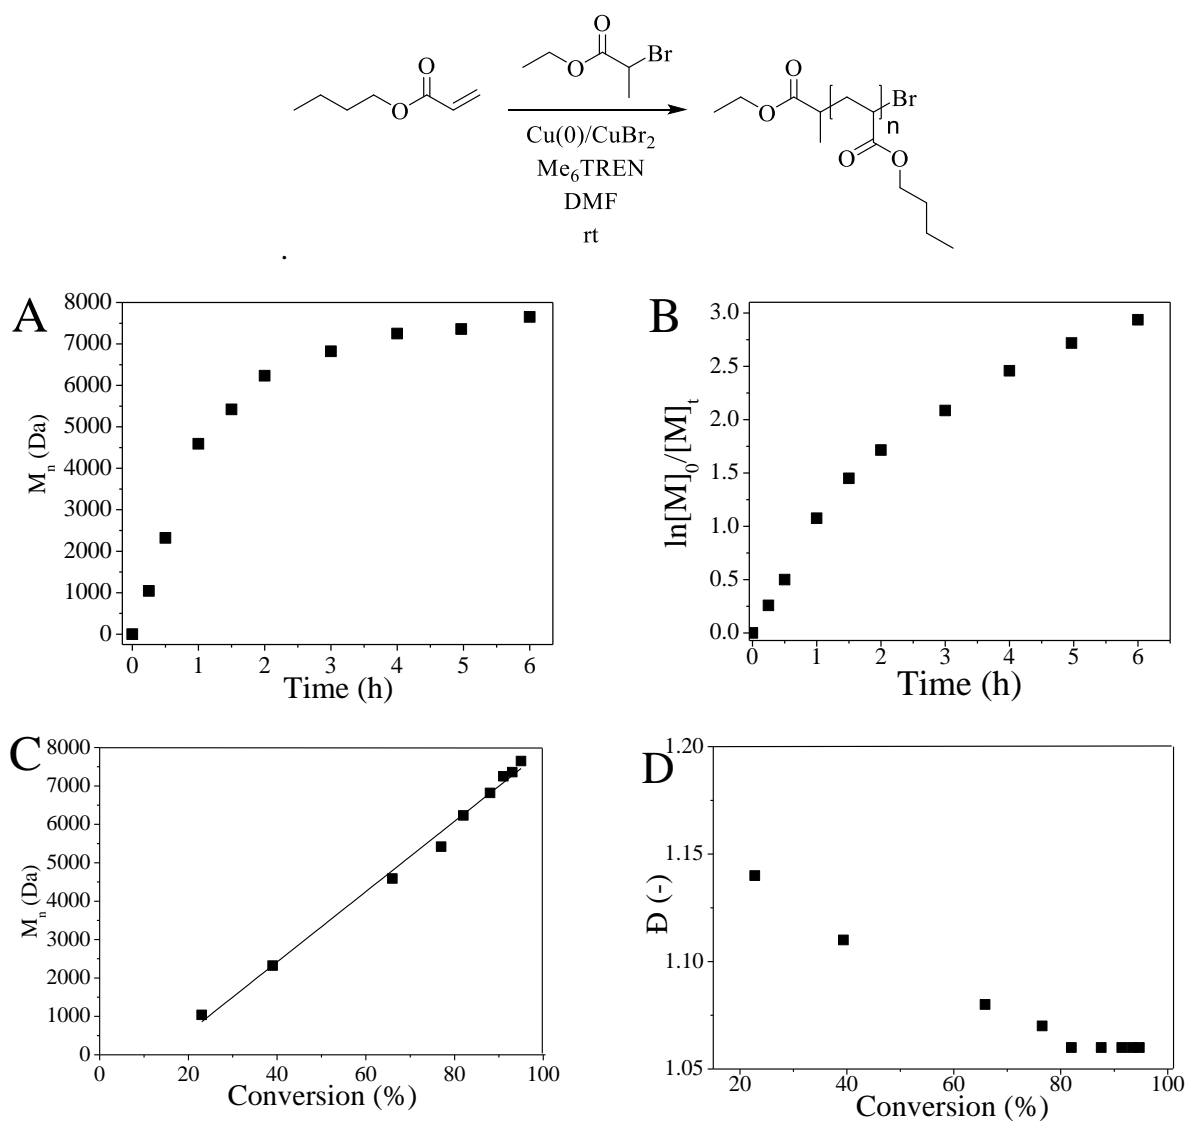 O
O
Br
O
O
Cu(0)/CuBr₂
Me₆TREN
DMF
rt
O
O
Br
n
O
O
A
8000
7000
6000
5000
4000
3000
2000
1000
0
Mₙ (Da)
0 1 2 3 4 5 6
Time (h)
B
3.0
2.5
2.0
1.5
1.0
0.5
0.0
ln[M]₀/[M]ₜ
0 1 2 3 4 5 6
Time (h)
C
8000
7000
6000
5000
4000
3000
2000
1000
0
Mₙ (Da)
0 20 40 60 80 100
Conversion (%)
D
1.20
1.15
1.10
1.05
Đ (-)
20 40 60 80 100
Conversion (%)